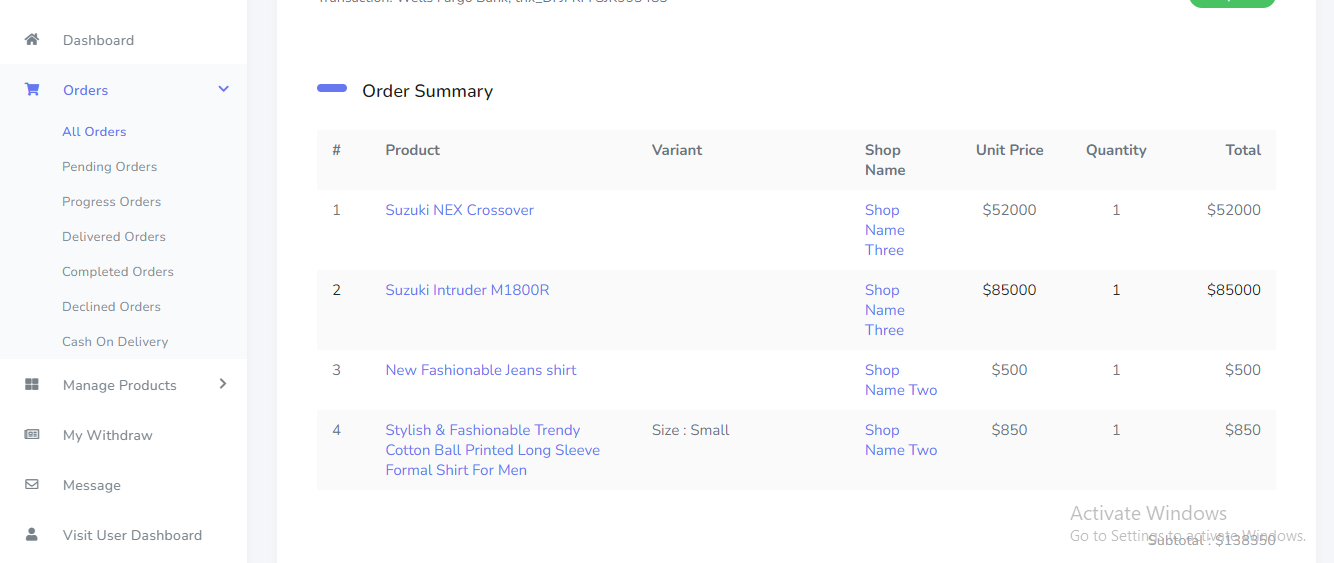 Transaction: Wells Fargo Bank,
Dashboard
Orders
All Orders
Pending Orders
Progress Orders
Delivered Orders
Completed Orders
Declined Orders
Cash On Delivery
Manage Products
My Withdraw
Message
Visit User Dashboard
Order Summary
# Product Variant Shop Name Unit Price Quantity Total
1 Suzuki NEX Crossover Shop Name Three $52000 1 $52000
2 Suzuki Intruder M1800R Shop Name Three $85000 1 $85000
3 New Fashionable Jeans shirt Shop Name Two $500 1 $500
4 Stylish & Fashionable Trendy Cotton Ball Printed Long Sleeve Formal Shirt For Men Size : Small Shop Name Two $850 1 $850
Activate Windows
Go to Settings to activate Windows.
Subtotal : $138350